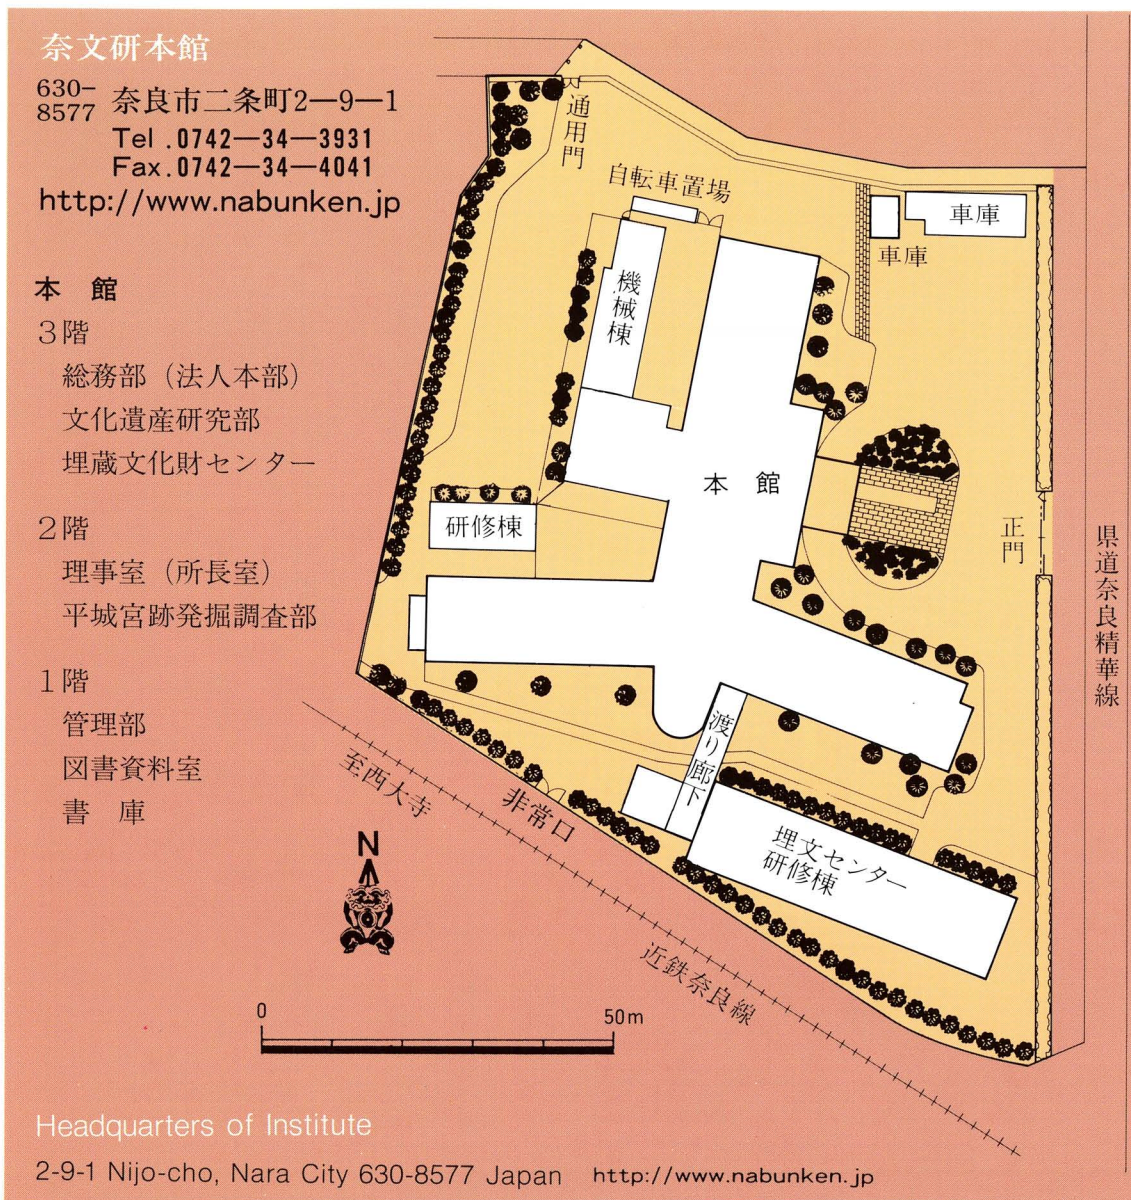 奈文研本館
630-
8577 奈良市二条町2—9—1
Tel .0742—34—3931
Fax.0742—34—4041
http://www.nabunken.jp
本 館
3階
総務部（法人本部）
文化遺産研究部
埋蔵文化財センター
2階
理事室（所長室）
平城宮跡発掘調査部
1階
管理部
図書資料室
書 庫
通用門
自転車置場
車庫
車庫
機械棟
本 館
研修棟
正門
県道奈良精華線
渡り廊下
至西大寺
非常口
埋文センター
研修棟
近鉄奈良線
N
0
50m
Headquarters of Institute
2-9-1 Nijo-cho, Nara City 630-8577 Japan http://www.nabunken.jp